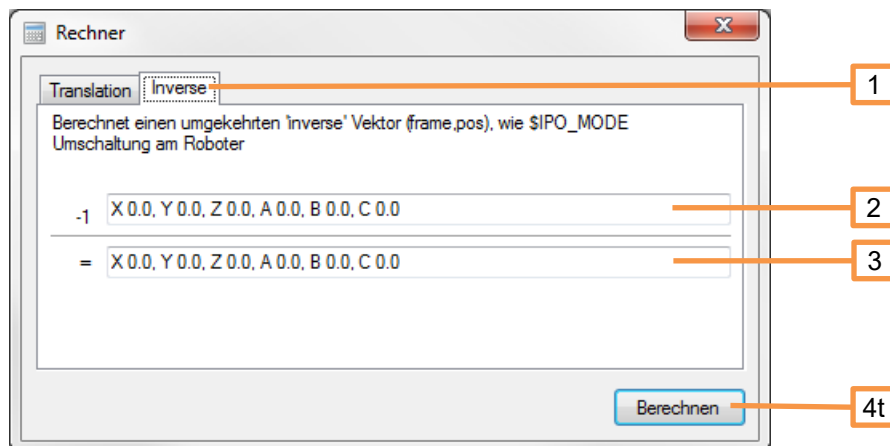 Rechner
Translation Inverse
1
Berechnet einen umgekehrten 'inverse' Vektor (frame,pos), wie $IPO_MODE
Umschaltung am Roboter
-1 X 0.0, Y 0.0, Z 0.0, A 0.0, B 0.0, C 0.0
2
= X 0.0, Y 0.0, Z 0.0, A 0.0, B 0.0, C 0.0
3
Berechnen
4t